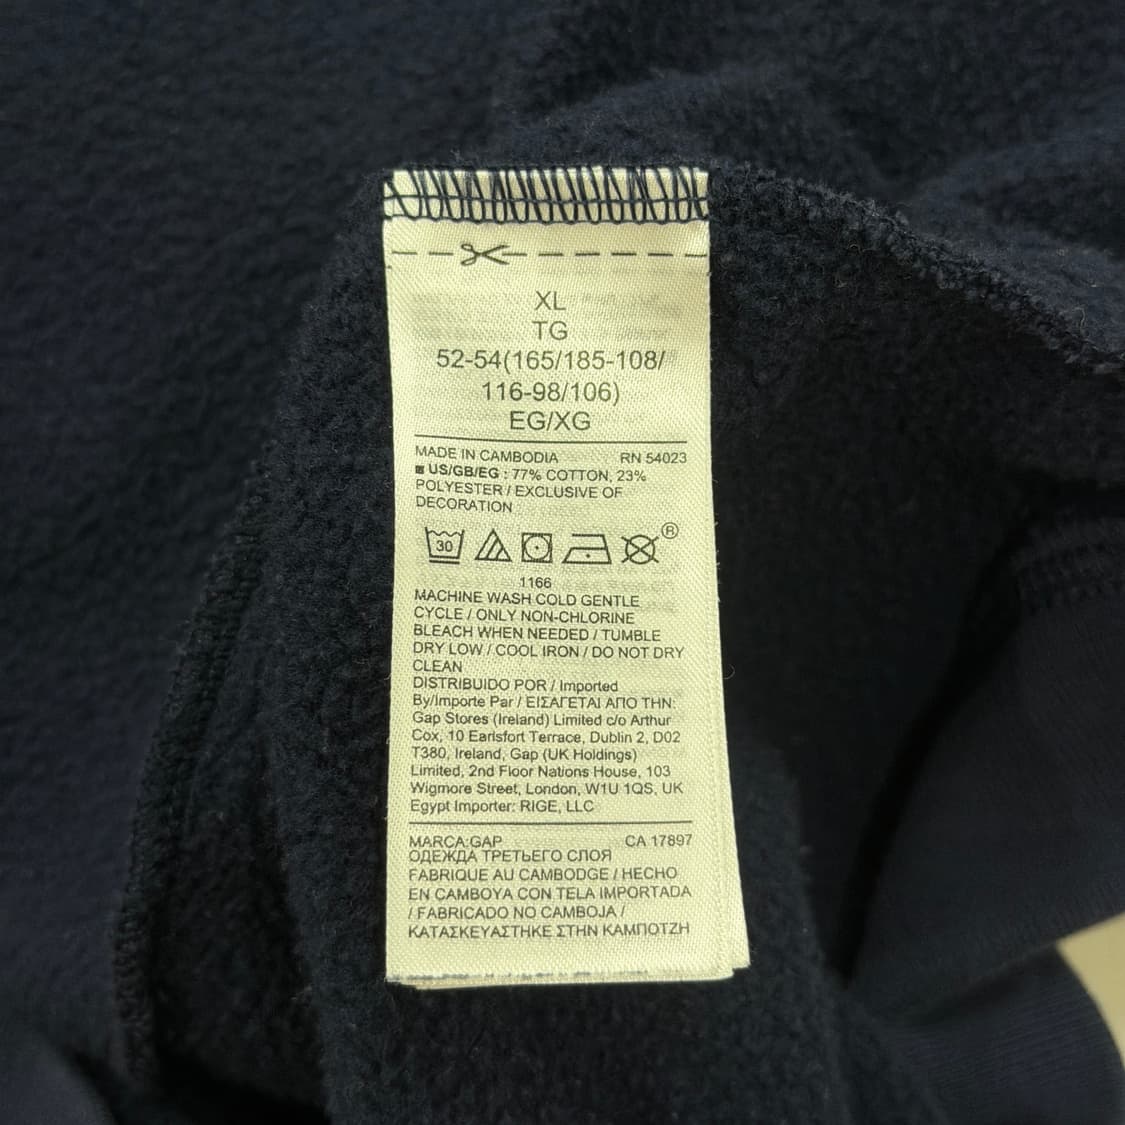 XL
TG
52-54(165/185-108/
116-98/106)
EG/XG
MADE IN CAMBODIA RN 54023
US/GB/EG : 77% COTTON, 23%
POLYESTER / EXCLUSIVE OF
DECORATION
30 ®
1166
MACHINE WASH COLD GENTLE
CYCLE / ONLY NON-CHLORINE
BLEACH WHEN NEEDED / TUMBLE
DRY LOW / COOL IRON / DO NOT DRY
CLEAN
DISTRIBUIDO POR / Imported
By/Importe Par / ΕΙΣΑΓΕΤΑΙ ΑΠΟ ΤΗΝ:
Gap Stores (Ireland) Limited c/o Arthur
Cox, 10 Earlsfort Terrace, Dublin 2, D02
T380, Ireland, Gap (UK Holdings)
Limited, 2nd Floor Nations House, 103
Wigmore Street, London, W1U 1QS, UK
Egypt Importer: RIGE, LLC
MARCA:GAP CA 17897
ОДЕЖДА ТРЕТЬЕГО СЛОЯ
FABRIQUE AU CAMBODGE / HECHO
EN CAMBOYA CON TELA IMPORTADA
/ FABRICADO NO CAMBOJA /
ΚΑΤΑΣΚΕΥΑΣΤΗΚΕ ΣΤΗΝ ΚΑΜΠΟΤΖΗ